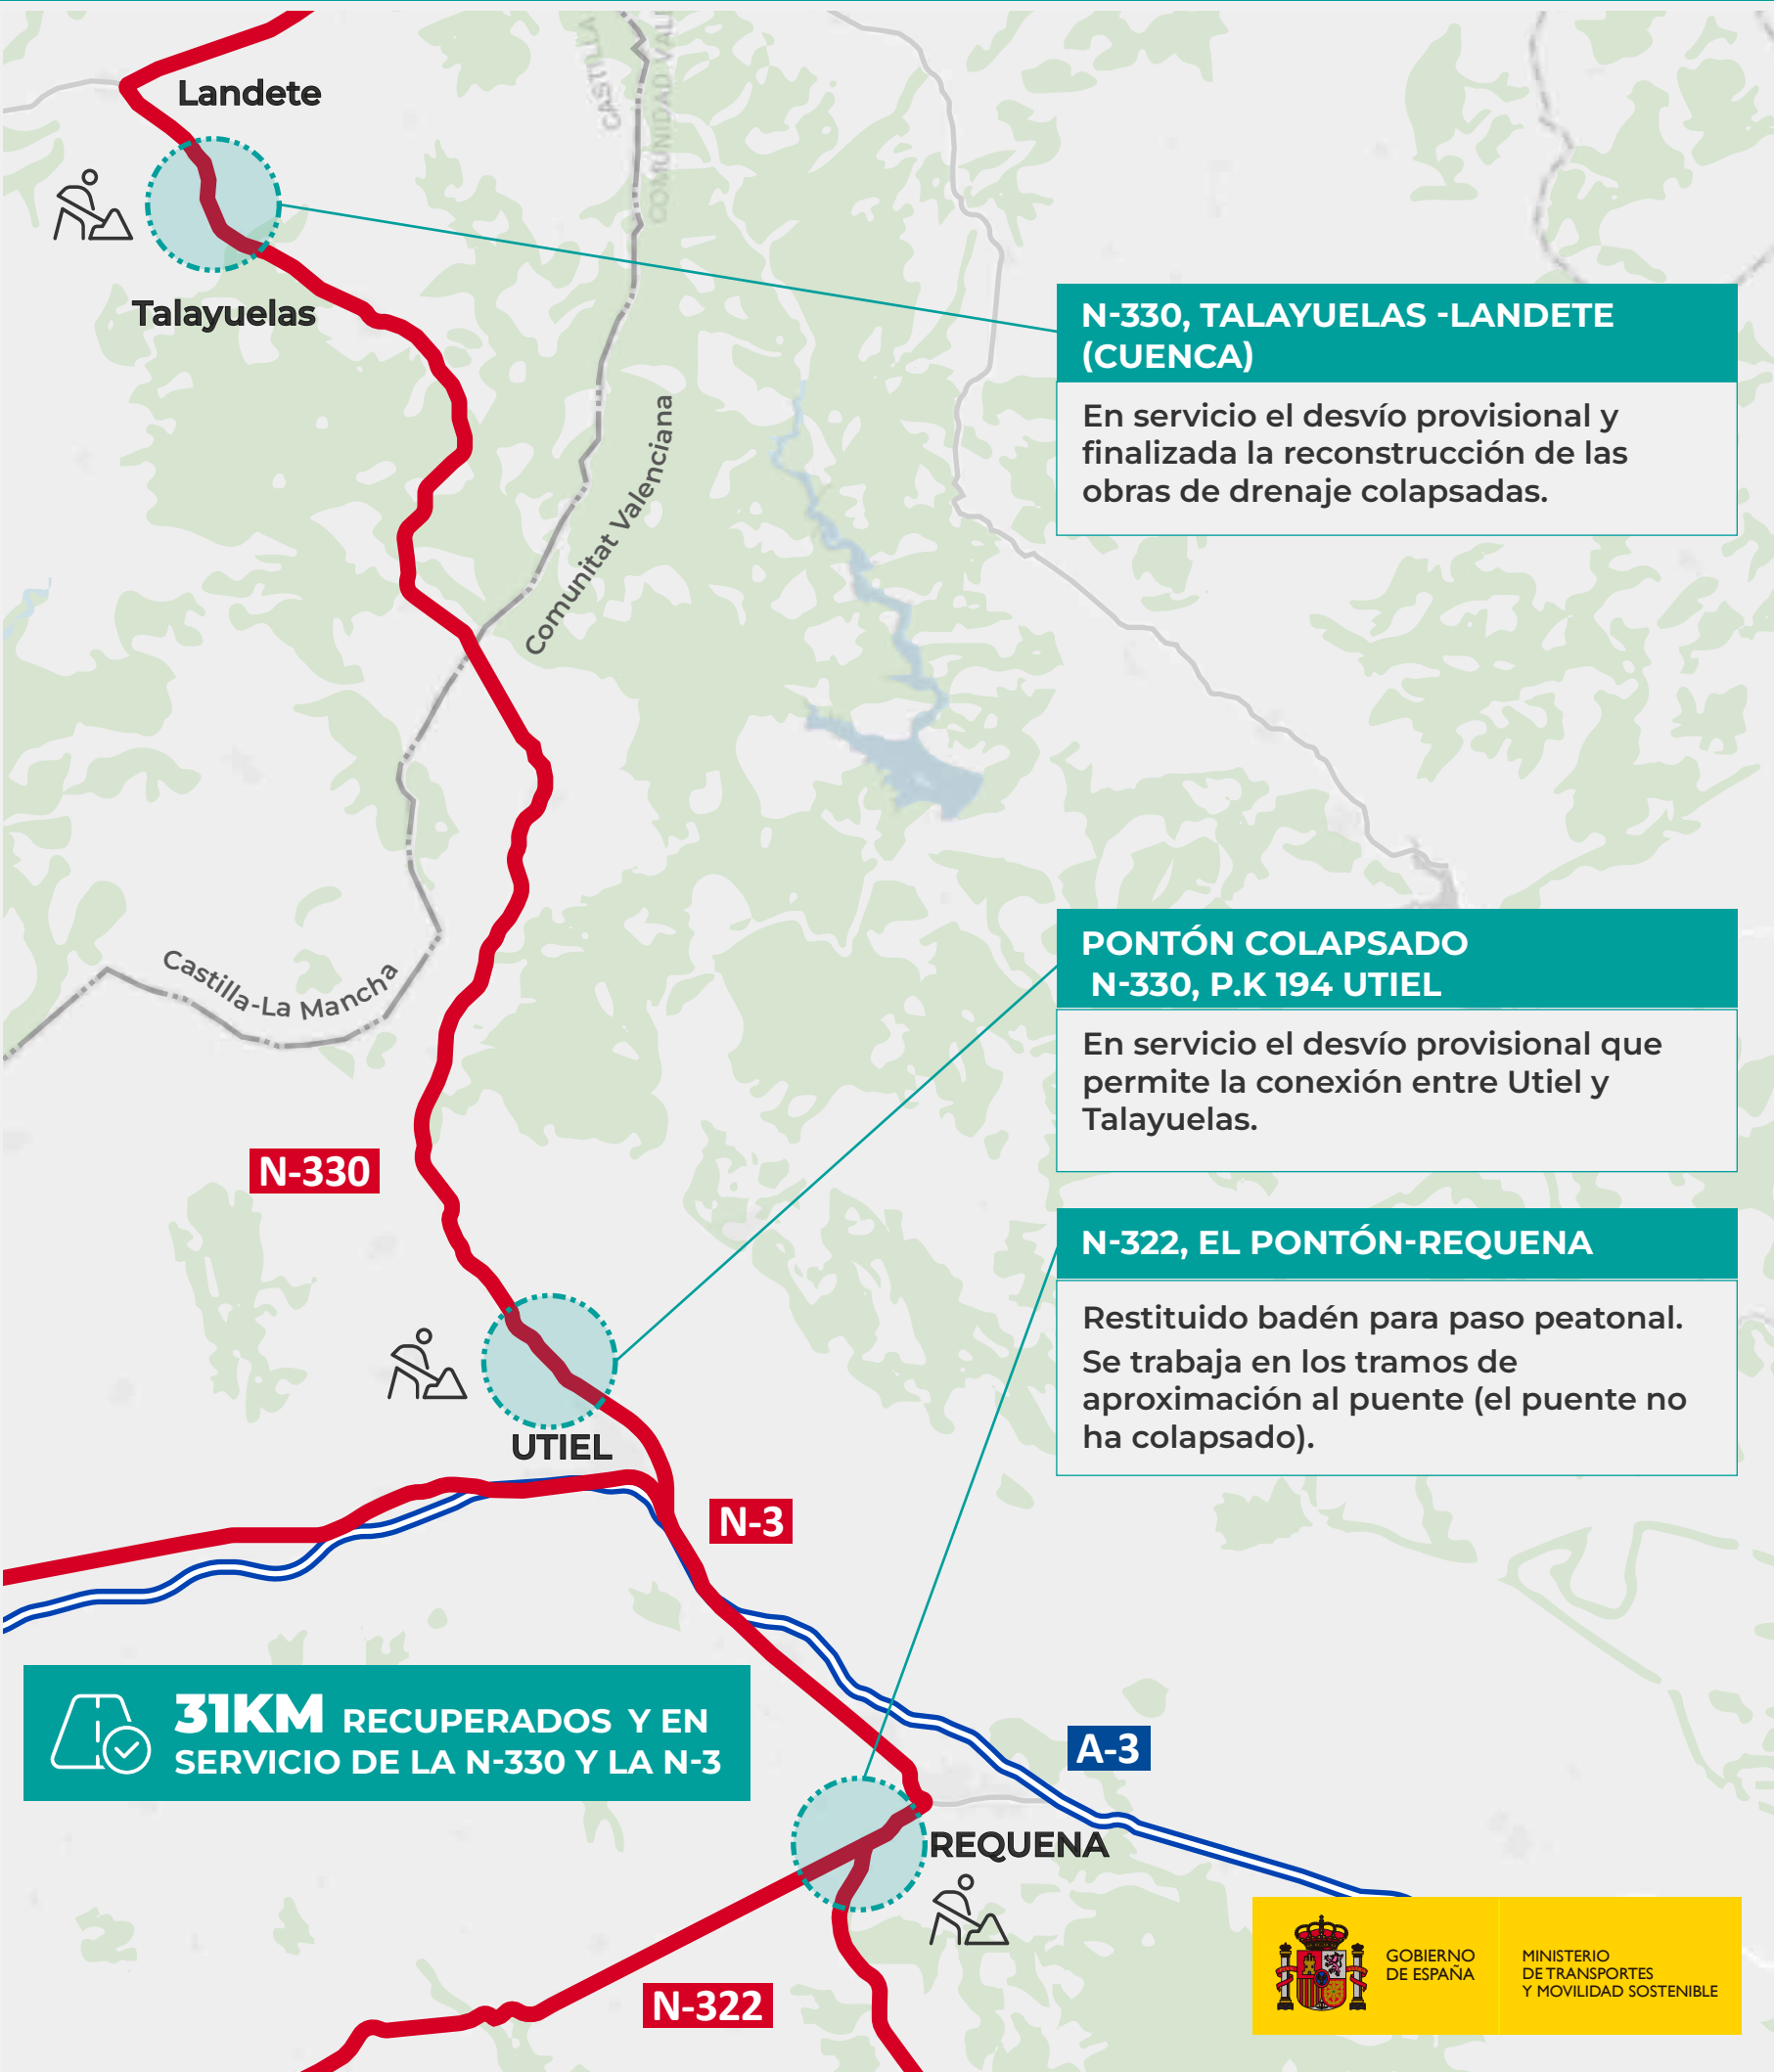 Landete
CASTILLA
COMUNIDAD VAL
Talayuelas
N-330, TALAYUELAS -LANDETE
(CUENCA)
En servicio el desvío provisional y
finalizada la reconstrucción de las
obras de drenaje colapsadas.
Comunitat Valenciana
Castilla-La Mancha
PONTÓN COLAPSADO
N-330, P.K 194 UTIEL
En servicio el desvío provisional que
permite la conexión entre Utiel y
Talayuelas.
N-330
N-322, EL PONTÓN-REQUENA
Restituido badén para paso peatonal.
Se trabaja en los tramos de
aproximación al puente (el puente no
ha colapsado).
UTIEL
N-3
31KM RECUPERADOS Y EN
SERVICIO DE LA N-330 Y LA N-3
A-3
REQUENA
N-322
GOBIERNO
DE ESPAÑA
MINISTERIO
DE TRANSPORTES
Y MOVILIDAD SOSTENIBLE